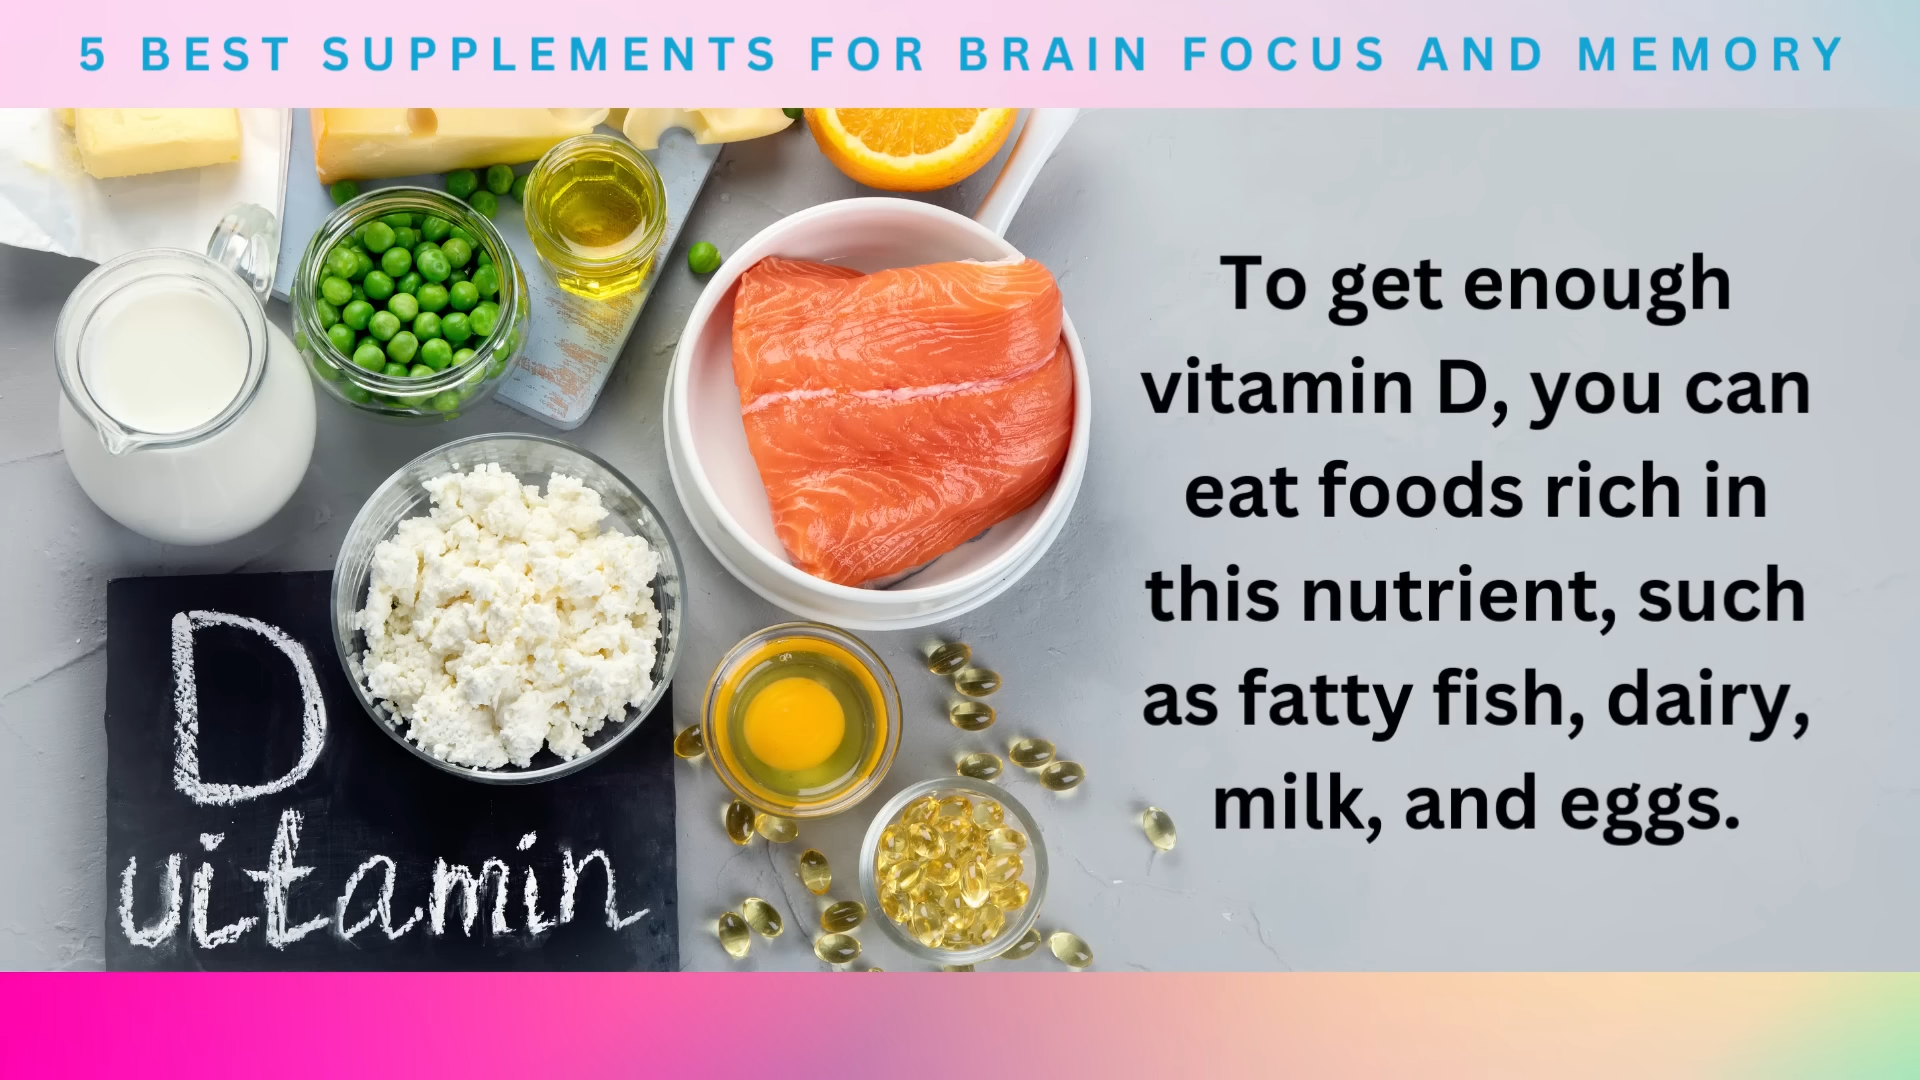 5 BEST SUPPLEMENTS FOR BRAIN FOCUS AND MEMORY
To get enough
vitamin D, you can
eat foods rich in
this nutrient, such
as fatty fish, dairy,
milk, and eggs.
D
vitamin